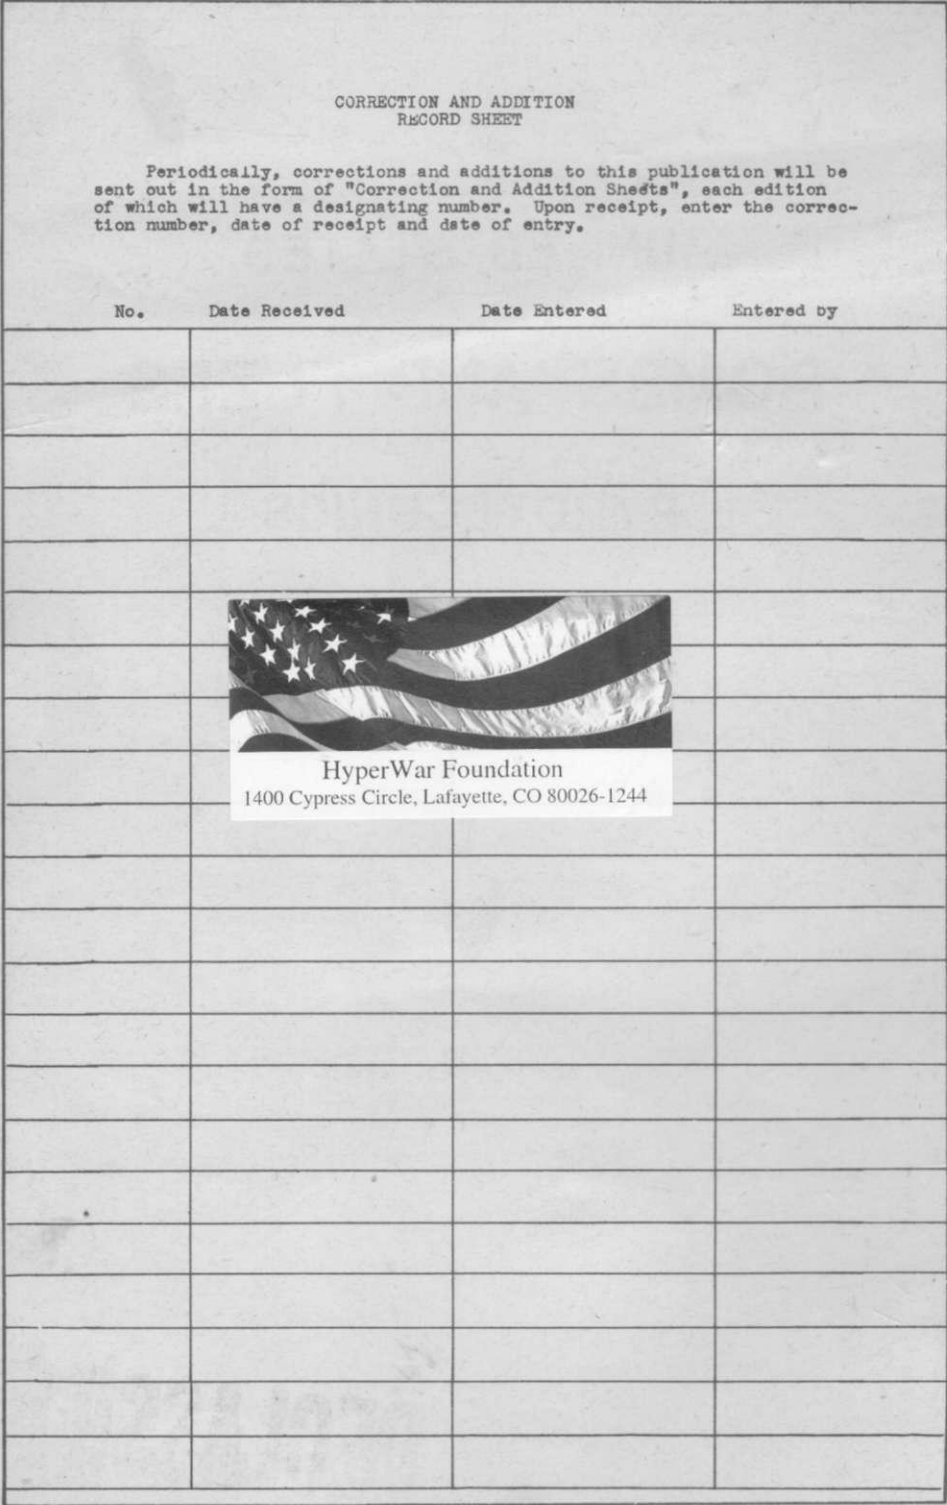 CORRECTION AND ADDITION
RECORD SHEET
Periodically, corrections and additions to this publication will be
sent out in the form of "Correction and Addition Sheets", each edition
of which will have a designating number. Upon receipt, enter the correc-
tion number, date of receipt and date of entry.
No. Date Received Date Entered Entered by
HyperWar Foundation
1400 Cypress Circle, Lafayette, CO 80026-1244